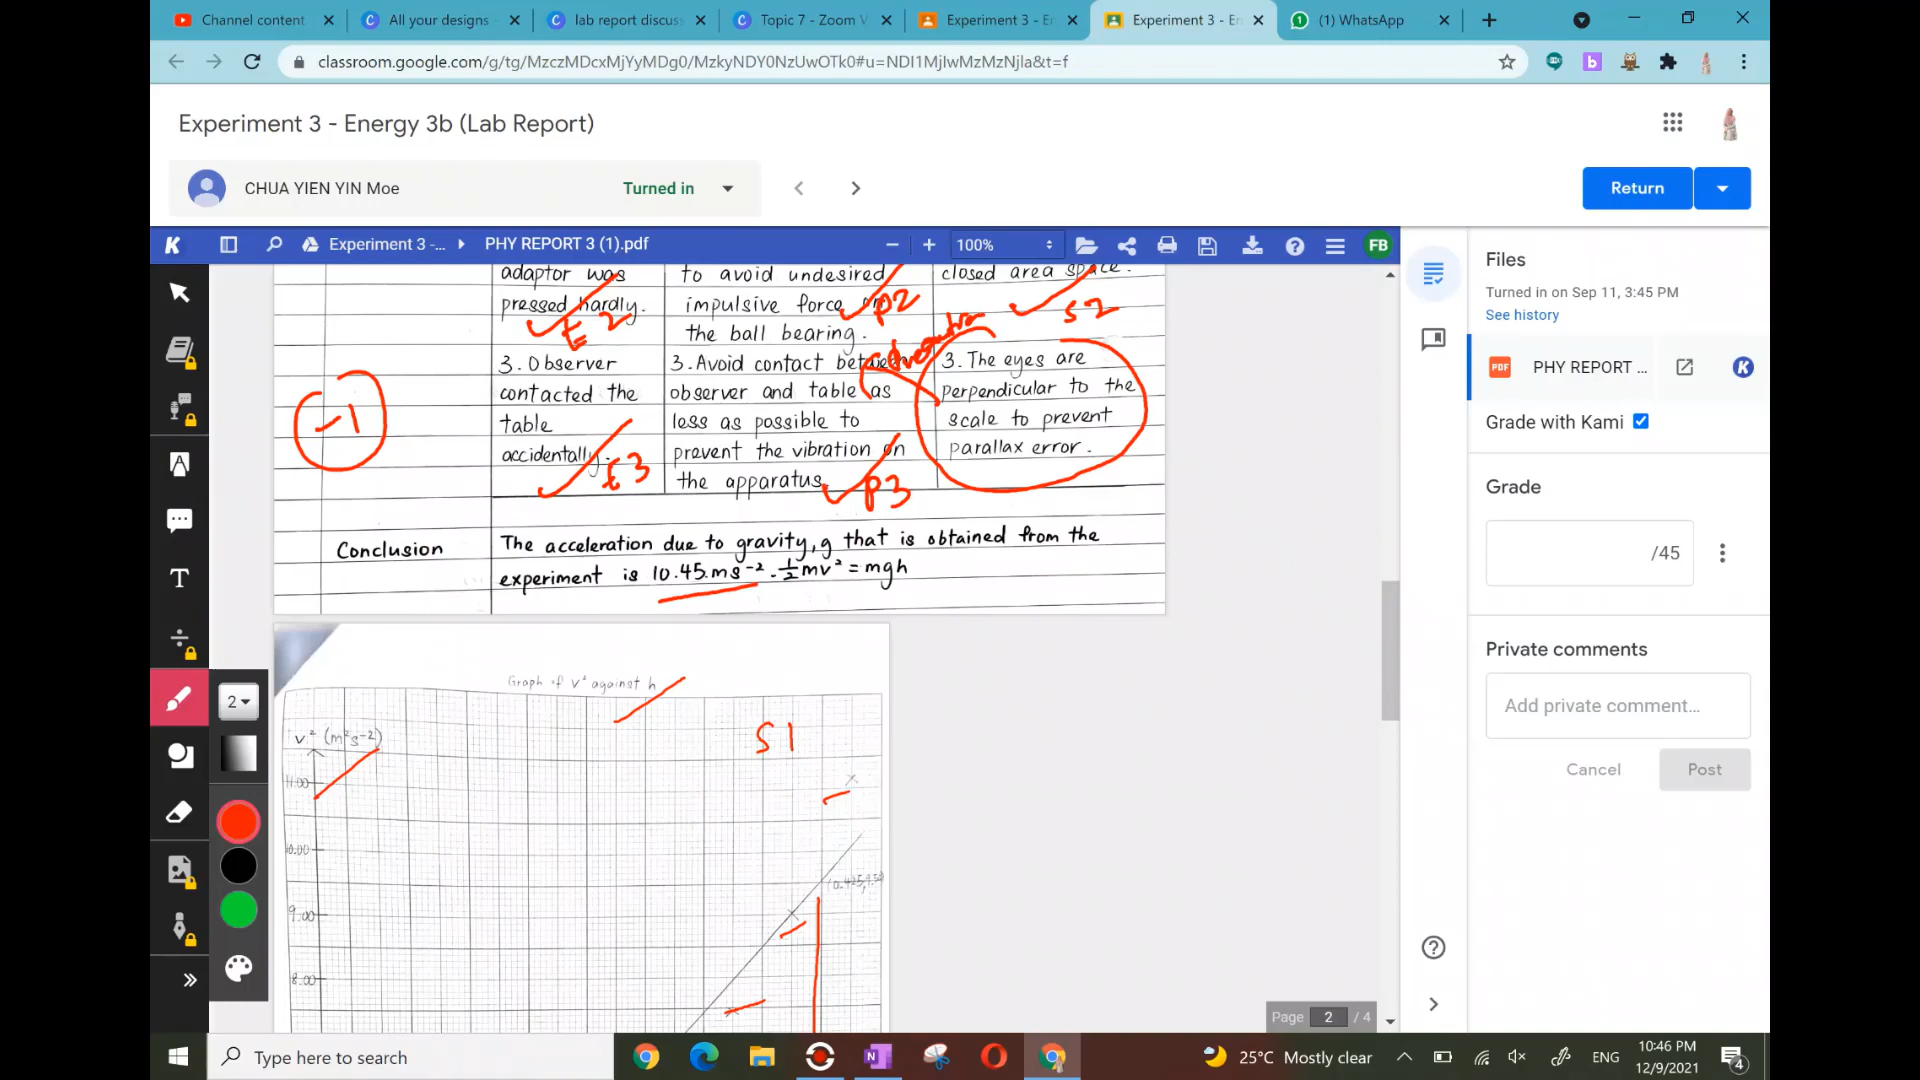 Channel content
All your designs
lab report discus
Topic 7 - Zoom V
Experiment 3 - E
Experiment 3 - E
(1) WhatsApp
classroom.google.com/g/tg/MzczMDcxMjYyMDg0/MzkyNDY0NzUwOTk0#u=NDI1MjIwMzMzNjIa&t=f
Experiment 3 - Energy 3b (Lab Report)
CHUA YIEN YIN Moe
Turned in
Return
K
Experiment 3 -...
PHY REPORT 3 (1).pdf
100%
FB
adaptor was
pressed hardly.
E2
to avoid undesired
impulsive force on
the ball bearing.
P2
closed area space.
S2
-1
3. Observer
contacted the
table
accidentally.
E3
3. Avoid contact between
observer and table as
less as possible to
prevent the vibration on
the apparatus.
P3
3. The eyes are
perpendicular to the
scale to prevent
parallax error.
Conclusion
The acceleration due to gravity, g that is obtained from the
experiment is 10.45 ms⁻². ½mv² = mgh
Graph of v² against h
v² (m²s⁻²)
S1
11.00
10.00
(0.425, 9.50
9.00
8.00
2
T
Page 2 / 4
Files
Turned in on Sep 11, 3:45 PM
See history
PDF
PHY REPORT ...
K
Grade with Kami
Grade
/45
Private comments
Add private comment...
Cancel
Post
Type here to search
25°C Mostly clear
ENG
10:46 PM
12/9/2021
4